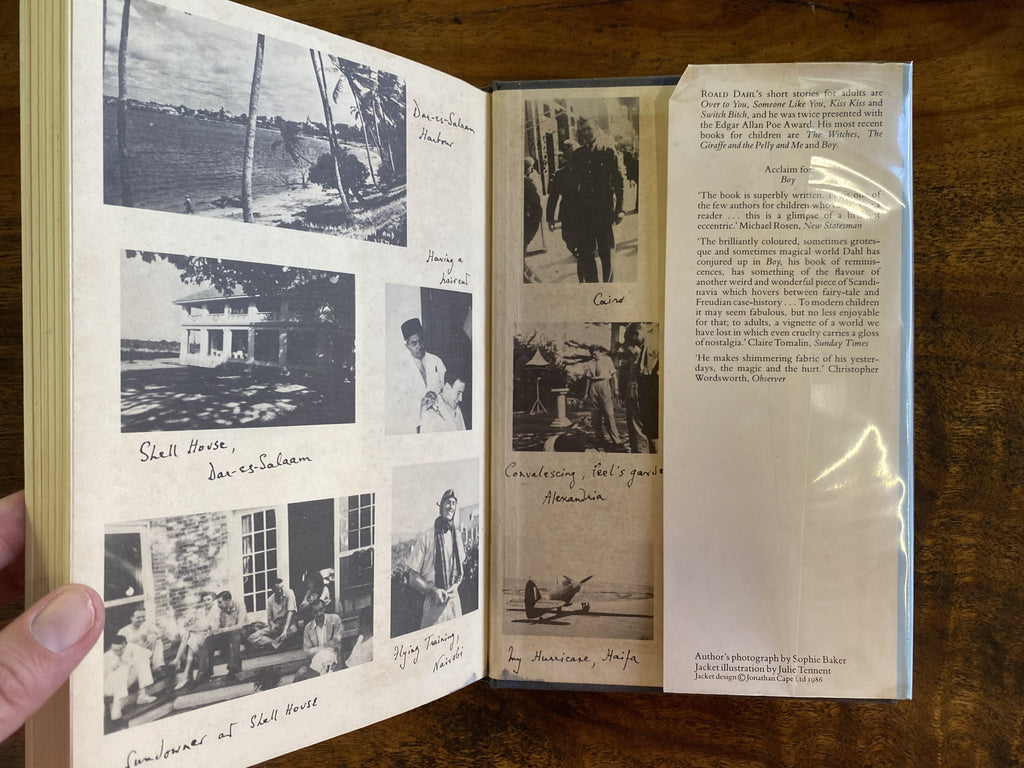 Dar-es-Salaam
Harbour
Having a
haircut
Shell House,
Dar-es-Salaam
Flying Training,
Nairobi
Sundowner at Shell House
Cairo
Convalescing, Peel's garde
Alexandria
my Hurricane, Haifa
ROALD DAHL's short stories for adults are
Over to You, Someone Like You, Kiss Kiss and
Switch Bitch, and he was twice presented with
the Edgar Allan Poe Award. His most recent
books for children are The Witches, The
Giraffe and the Pelly and Me and Boy.
Acclaim for
Boy
'The book is superbly written. is one of
the few authors for children who
reader ... this is a glimpse of a
eccentric.' Michael Rosen, New Statesman
'The brilliantly coloured, sometimes grotes-
que and sometimes magical world Dahl has
conjured up in Boy, his book of reminis-
cences, has something of the flavour of
another weird and wonderful piece of Scandi-
navia which hovers between fairy-tale and
Freudian case-history ... To modern children
it may seem fabulous, but no less enjoyable
for that; to adults, a vignette of a world we
have lost in which even cruelty carries a gloss
of nostalgia.' Claire Tomalin, Sunday Times
'He makes shimmering fabric of his yester-
days, the magic and the hurt.' Christopher
Wordsworth, Observer
Author's photograph by Sophie Baker
Jacket illustration by Julie Tennent
Jacket design © Jonathan Cape Ltd 1986